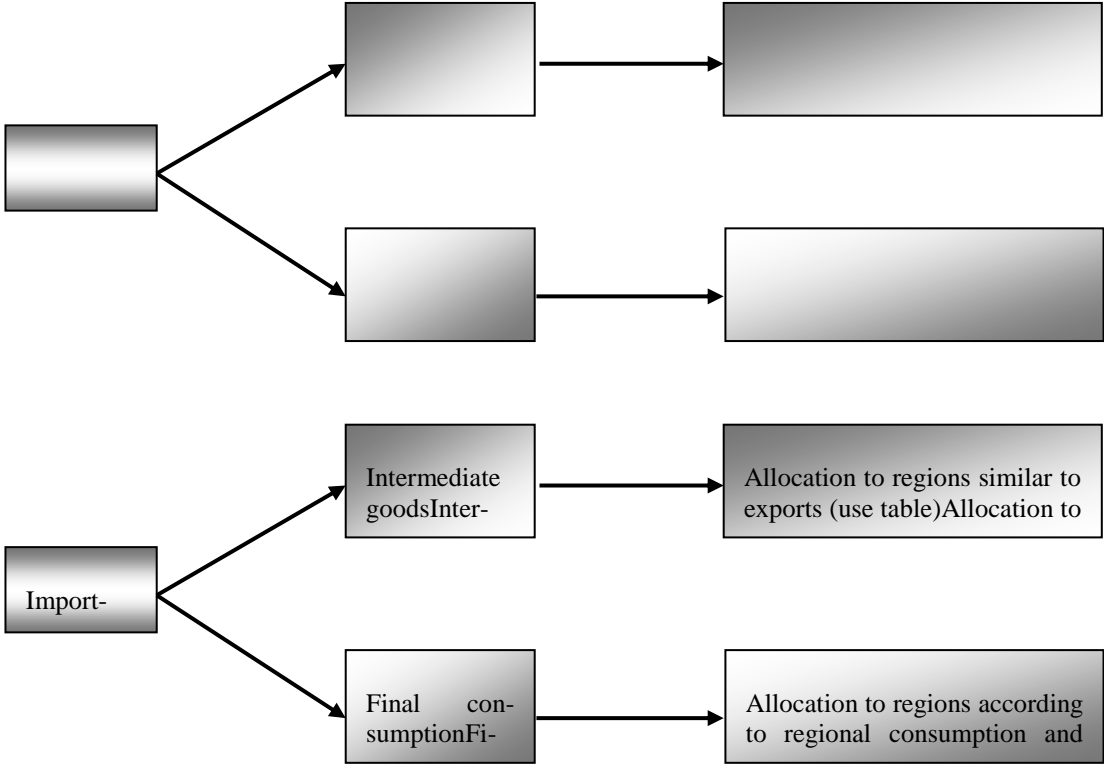 Intermediate
goodsInter-
Allocation to regions similar to
exports (use table)Allocation to
Import-
Final con-
sumptionFi-
Allocation to regions according
to regional consumption and